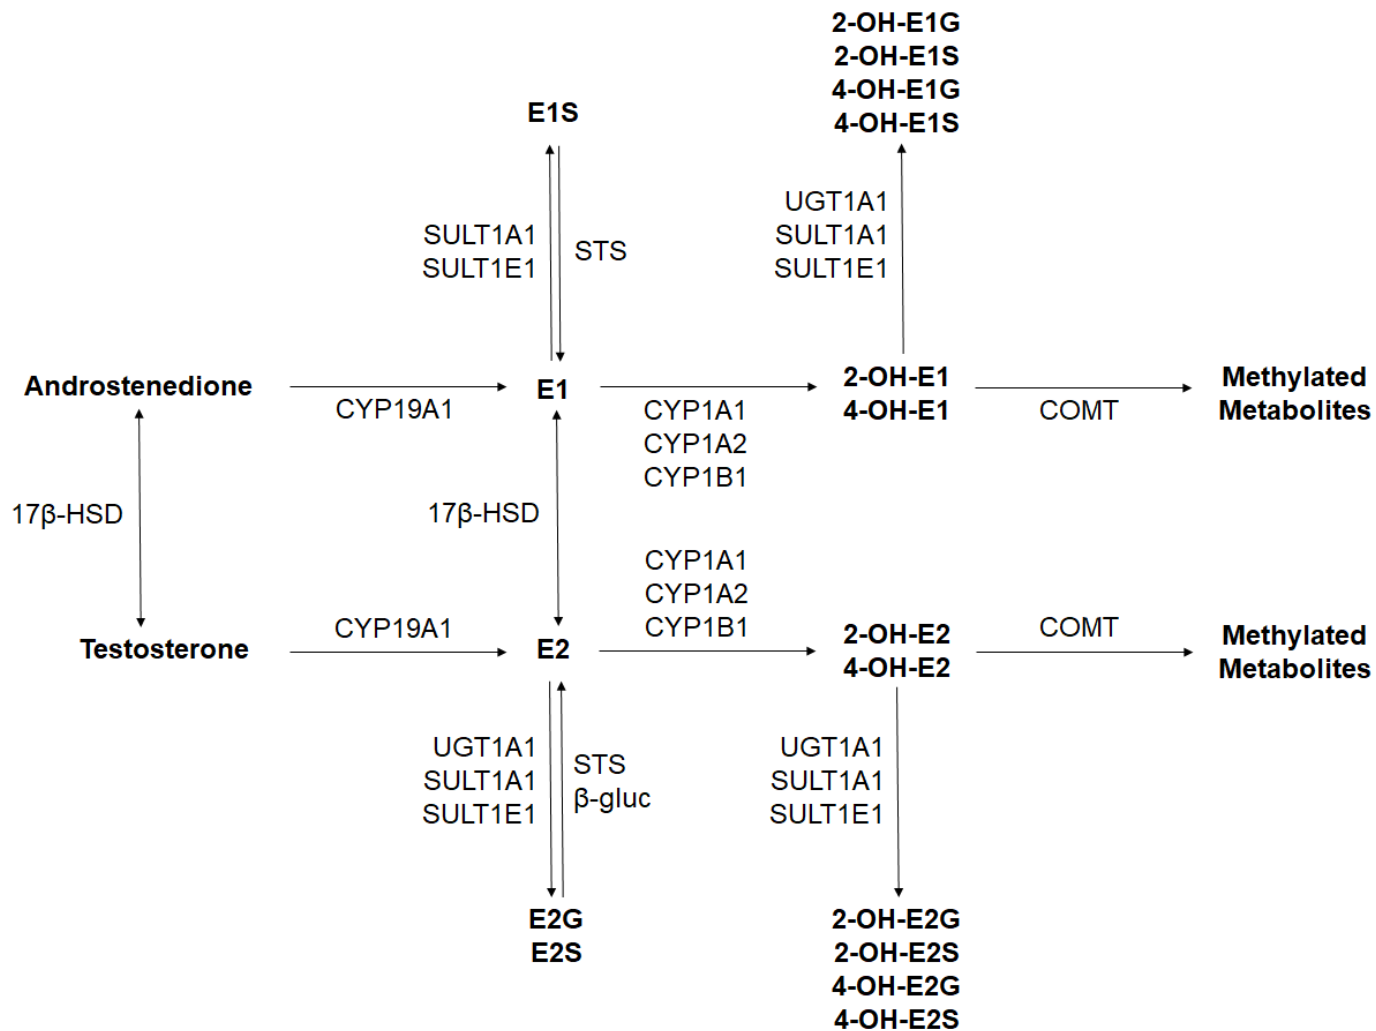 2-OH-E1G
2-OH-E1S
4-OH-E1G
4-OH-E1S
E1S
UGT1A1
SULT1A1
SULT1E1
SULT1A1
SULT1E1
STS
Androstenedione
CYP19A1
E1
CYP1A1
CYP1A2
CYP1B1
2-OH-E1
4-OH-E1
COMT
Methylated
Metabolites
17β-HSD
17β-HSD
CYP1A1
CYP1A2
CYP1B1
Testosterone
CYP19A1
E2
2-OH-E2
4-OH-E2
COMT
Methylated
Metabolites
UGT1A1
SULT1A1
SULT1E1
STS
β-gluc
UGT1A1
SULT1A1
SULT1E1
E2G
E2S
2-OH-E2G
2-OH-E2S
4-OH-E2G
4-OH-E2S